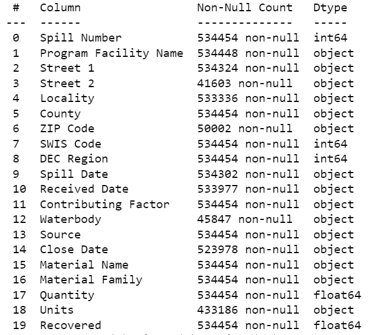 #   Column                 Non-Null Count   Dtype
---  ------                 --------------   -----
0   Spill Number           534454 non-null  int64
1   Program Facility Name  534448 non-null  object
2   Street 1               534324 non-null  object
3   Street 2               41603 non-null   object
4   Locality               533336 non-null  object
5   County                 534454 non-null  object
6   ZIP Code               50002 non-null   object
7   SWIS Code              534454 non-null  int64
8   DEC Region             534454 non-null  int64
9   Spill Date             534302 non-null  object
10  Received Date          533977 non-null  object
11  Contributing Factor    534454 non-null  object
12  Waterbody              45847 non-null   object
13  Source                 534454 non-null  object
14  Close Date             523978 non-null  object
15  Material Name          534454 non-null  object
16  Material Family        534454 non-null  object
17  Quantity               534454 non-null  float64
18  Units                  433186 non-null  object
19  Recovered              534454 non-null  float64